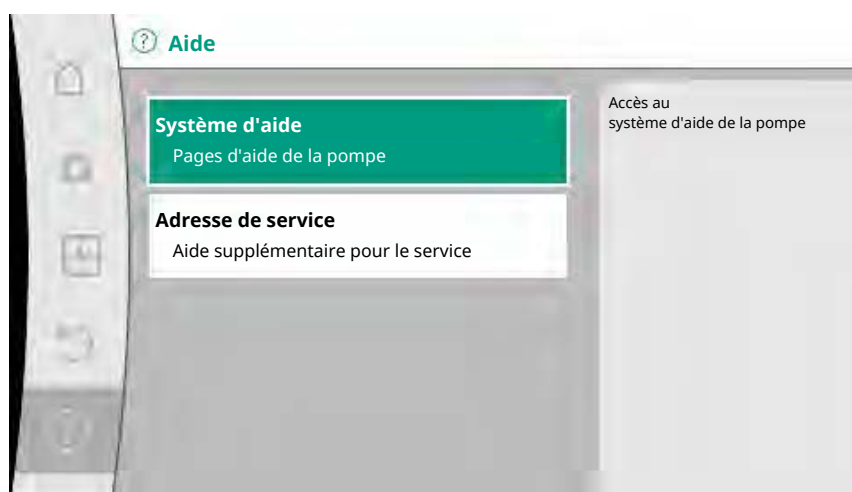 Aide
Système d'aide
Pages d'aide de la pompe
Adresse de service
Aide supplémentaire pour le service
Accès au
système d'aide de la pompe